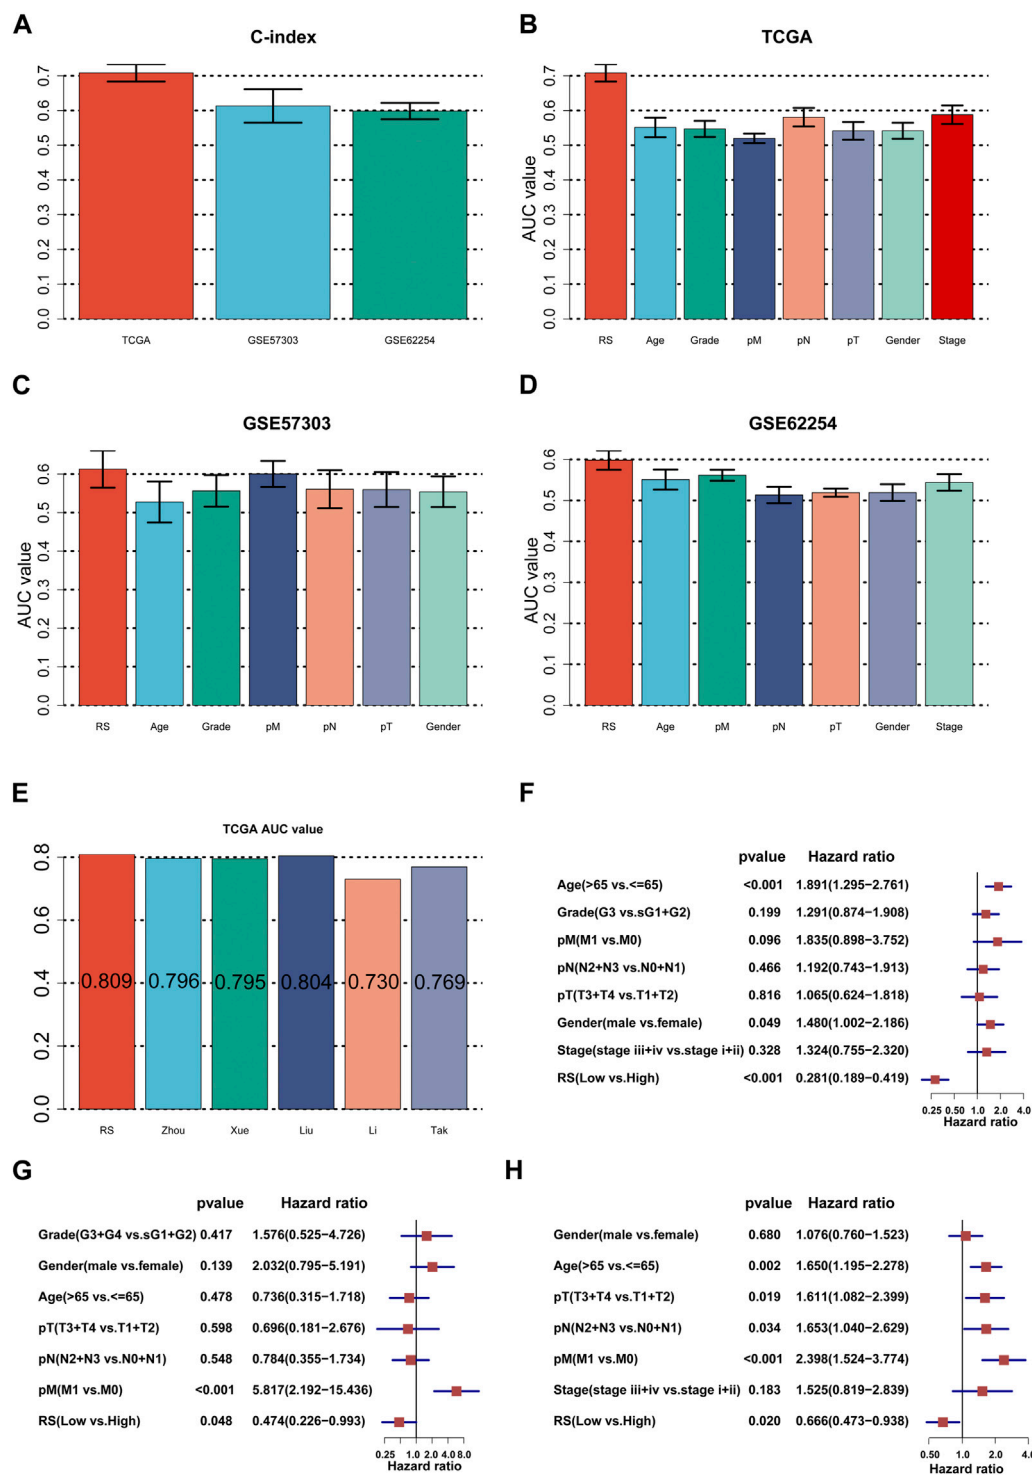 A
C-index
0.7
0.6
0.5
0.4
0.3
0.2
0.1
0.0
TCGA
GSE57303
GSE62254
B
TCGA
AUC value
0.7
0.6
0.5
0.4
0.3
0.2
0.1
0.0
RS Age Grade pM pN pT Gender Stage
C
GSE57303
AUC value
0.6
0.5
0.4
0.3
0.2
0.1
0.0
RS Age Grade pM pN pT Gender
D
GSE62254
AUC value
0.6
0.5
0.4
0.3
0.2
0.1
0.0
RS Age pM pN pT Gender Stage
E
TCGA AUC value
0.8
0.6
0.4
0.2
0.0
0.809 0.796 0.795 0.804 0.730 0.769
RS Zhou Xue Liu Li Tak
F
pvalue Hazard ratio
Age(>65 vs.<=65) <0.001 1.891(1.295−2.761)
Grade(G3 vs.sG1+G2) 0.199 1.291(0.874−1.908)
pM(M1 vs.M0) 0.096 1.835(0.898−3.752)
pN(N2+N3 vs.N0+N1) 0.466 1.192(0.743−1.913)
pT(T3+T4 vs.T1+T2) 0.816 1.065(0.624−1.818)
Gender(male vs.female) 0.049 1.480(1.002−2.186)
Stage(stage iii+iv vs.stage i+ii) 0.328 1.324(0.755−2.320)
RS(Low vs.High) <0.001 0.281(0.189−0.419)
0.25 0.50 1.0 2.0 4.0
Hazard ratio
G
pvalue Hazard ratio
Grade(G3+G4 vs.sG1+G2) 0.417 1.576(0.525−4.726)
Gender(male vs.female) 0.139 2.032(0.795−5.191)
Age(>65 vs.<=65) 0.478 0.736(0.315−1.718)
pT(T3+T4 vs.T1+T2) 0.598 0.696(0.181−2.676)
pN(N2+N3 vs.N0+N1) 0.548 0.784(0.355−1.734)
pM(M1 vs.M0) <0.001 5.817(2.192−15.436)
RS(Low vs.High) 0.048 0.474(0.226−0.993)
0.25 1.0 2.0 4.0 8.0
Hazard ratio
H
pvalue Hazard ratio
Gender(male vs.female) 0.680 1.076(0.760−1.523)
Age(>65 vs.<=65) 0.002 1.650(1.195−2.278)
pT(T3+T4 vs.T1+T2) 0.019 1.611(1.082−2.399)
pN(N2+N3 vs.N0+N1) 0.034 1.653(1.040−2.629)
pM(M1 vs.M0) <0.001 2.398(1.524−3.774)
Stage(stage iii+iv vs.stage i+ii) 0.183 1.525(0.819−2.839)
RS(Low vs.High) 0.020 0.666(0.473−0.938)
0.50 1.0 2.0 4.0
Hazard ratio